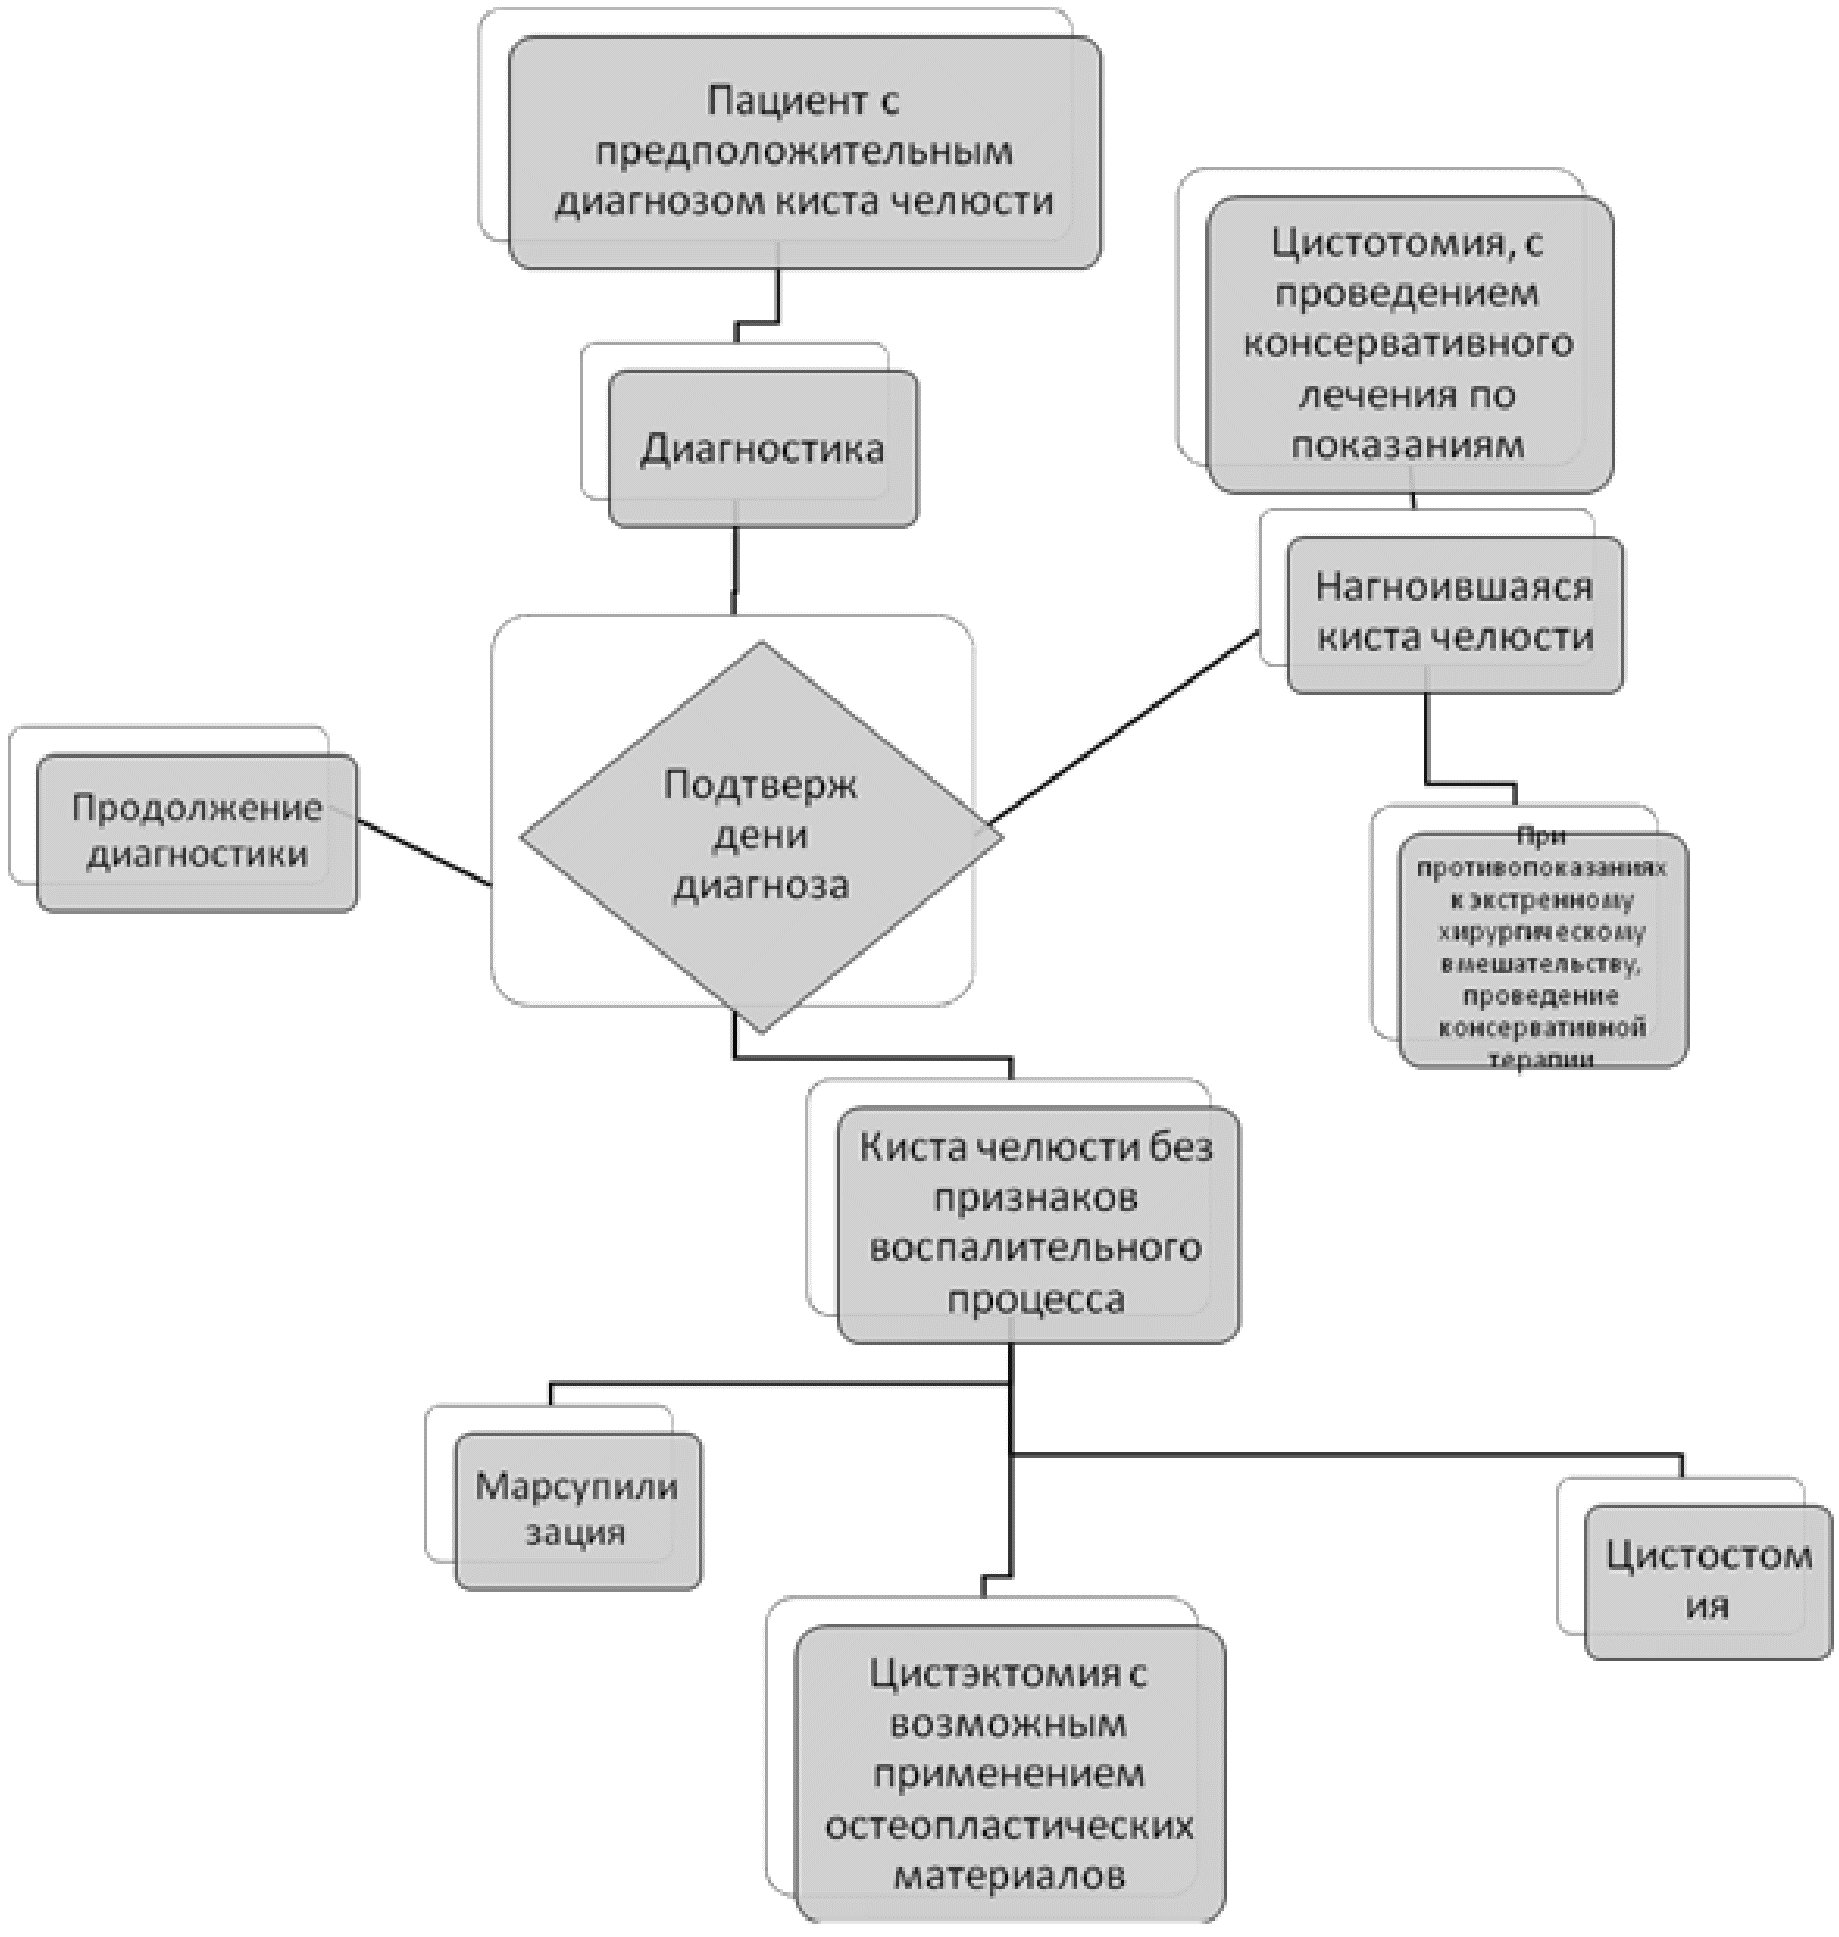 Пациент с
предположительным
диагнозом киста челюсти
Цистотомия, с
проведением
консервативного
лечения по
показаниям
Диагностика
Нагноившаяся
киста челюсти
Продолжение
диагностики
Подтверж
дени
диагноза
При
противопоказаниях
к экстренному
хирургическому
вмешательству,
проведение
консервативной
терапии
Киста челюсти без
признаков
воспалительного
процесса
Марсупили
зация
Цистостом
ия
Цистэктомия с
возможным
применением
остеопластических
материалов